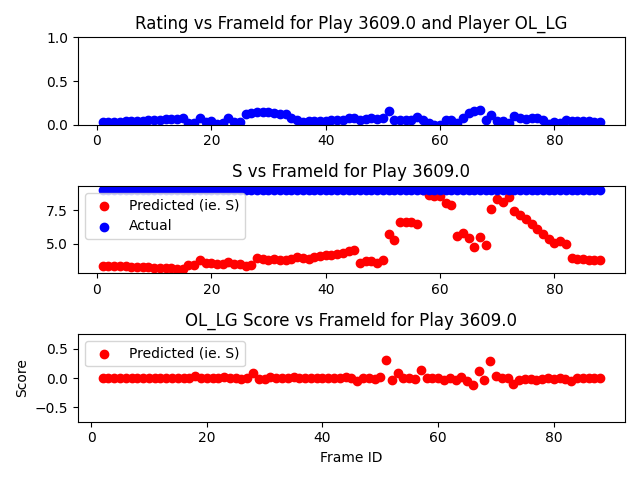 Rating vs FrameId for Play 3609.0 and Player OL_LG
1.0
0.5
0.0
0 20 40 60 80
S vs FrameId for Play 3609.0
7.5
5.0
Predicted (ie. S)
Actual
0 20 40 60 80
OL_LG Score vs FrameId for Play 3609.0
Score
0.5
0.0
−0.5
Predicted (ie. S)
0 20 40 60 80
Frame ID